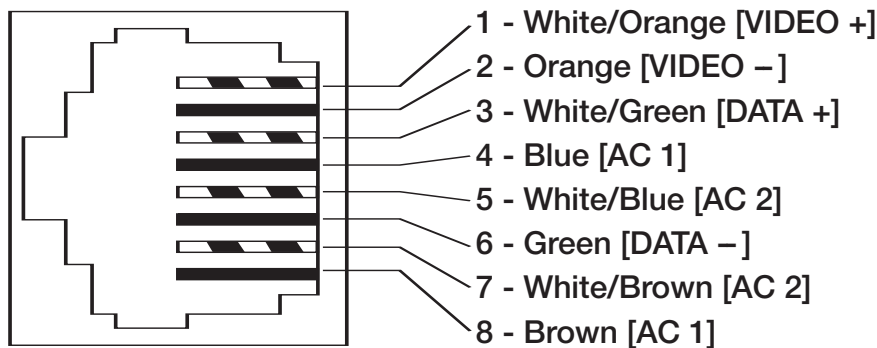 1 - White/Orange [VIDEO +]
2 - Orange [VIDEO –]
3 - White/Green [DATA +]
4 - Blue [AC 1]
5 - White/Blue [AC 2]
6 - Green [DATA –]
7 - White/Brown [AC 2]
8 - Brown [AC 1]